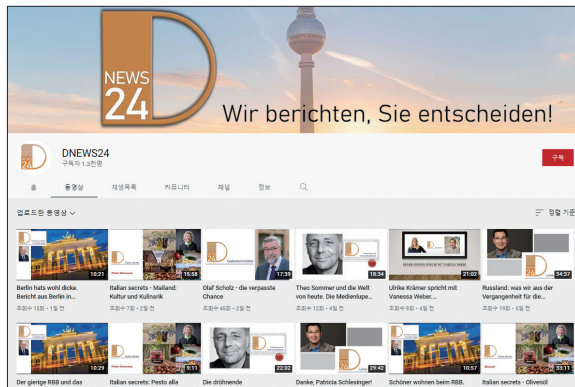 NEWS
24
Wir berichten, Sie entscheiden!
24
DNEWS24
구독자 1.3천명
구독
홈 동영상 재생목록 커뮤니티 채널 정보
업로드한 동영상
정렬 기준
10:21 15:58 17:39 18:34 21:02 34:37
Berlin hats wohl dicke. Italian secrets - Mailand: Olaf Scholz - die verpasste Theo Sommer und die Welt Ulrike Krämer spricht mit Russland: was wir aus der
Bericht aus Berlin in... Kultur und Kulinarik Chance von heute. Die Medienlupe... Vanessa Weber.... Vergangenheit für die...
조회수 15회 • 1일 전 조회수 7회 • 2일 전 조회수 45회 • 2일 전 조회수 12회 • 4일 전 조회수 9회 • 4일 전 조회수 19회 • 5일 전
10:29 9:11 22:02 29:42 10:57 33:11
Der gierige RBB und das Italian secrets: Pesto alla Die dröhnende Danke, Patricia Schlesinger! Schöner wohnen beim RBB. Italian secrets - Olivenöl